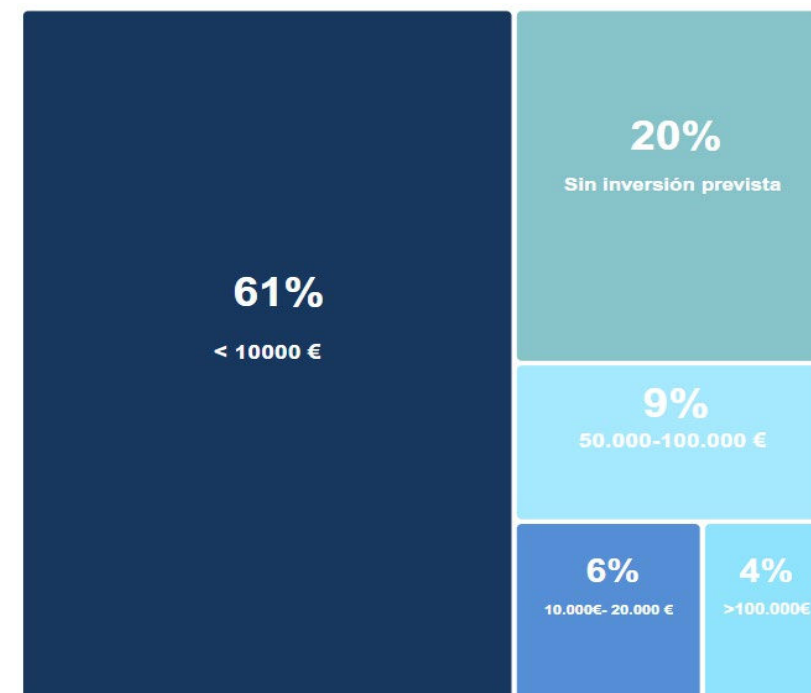 61%
< 10000 €
20%
Sin inversión prevista
9%
50.000-100.000 €
6%
10.000€- 20.000 €
4%
>100.000€